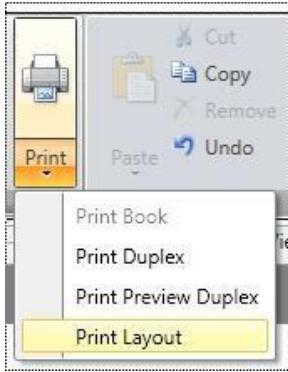 Cut
Copy
Remove
Print
Paste
Undo
Print Book
Print Duplex
Print Preview Duplex
Print Layout